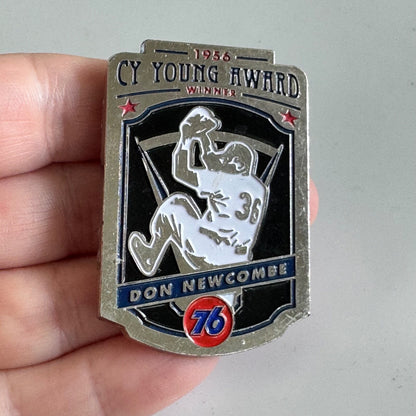 1956
CY YOUNG AWARD
WINNER
36
DON NEWCOMBE
76